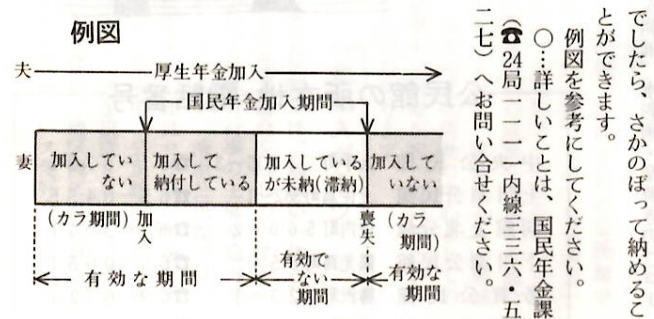 でしたら、さかのぼって納めるこ
とができます。
例図を参考にしてください。
○…詳しいことは、国民年金課
(☎24局一一一一内線三三六・五
二七)へお問い合せください。
例図
夫
厚生年金加入
国民年金加入期間
妻
加入してい
ない
加入して
納付している
加入している
が未納(滞納)
加入して
いない
(カラ期間)
加入
喪失
(カラ
期間)
有効な期間
有効で
ない
期間
有効な
期間